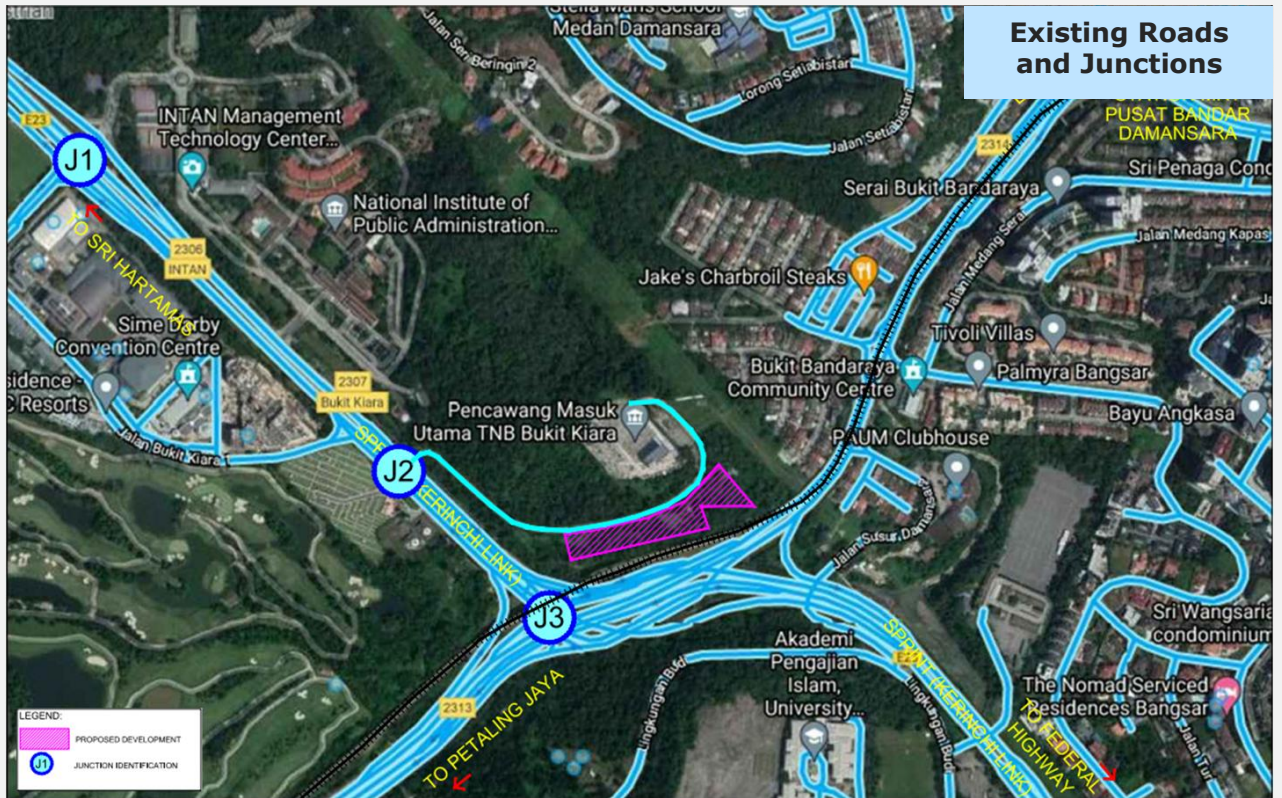 Existing Roads
and Junctions
Medan Damansara
Jalan Seri Beringin 2
Lorong Setiabistari
Jalan Setiabistari
PUSAT BANDAR
DAMANSARA
2314
E23
J1
INTAN Management
Technology Center...
National Institute of
Public Administration...
Serai Bukit Bandaraya
Sri Penaga Cond
Jalan Medang Serai
Jalan Medang Kapas
TO SRI HARTAMAS
2306
INTAN
Jake's Charbroil Steaks
Sime Darby
Convention Centre
Tivoli Villas
2307
Bukit Kiara
Bukit Bandaraya
Community Centre
Palmyra Bangsar
sidence -
C Resorts
Bayu Angkasa
Pencawang Masuk
Utama TNB Bukit Kiara
Jalan Bukit Kiara 1
PAUM Clubhouse
J2
KERINCHI LINK)
Jalan Susur Damansara
J3
Sri Wangsaria
condominium
Akademi
Pengajian
Islam,
University...
SPRINT (KERINCHI LINK)
The Nomad Serviced
Residences Bangsar
Lingkungan Budi
Lingkungan Budi
2313
TO PETALING JAYA
TO FEDERAL
HIGHWAY
LEGEND:
PROPOSED DEVELOPMENT
J1
JUNCTION IDENTIFICATION